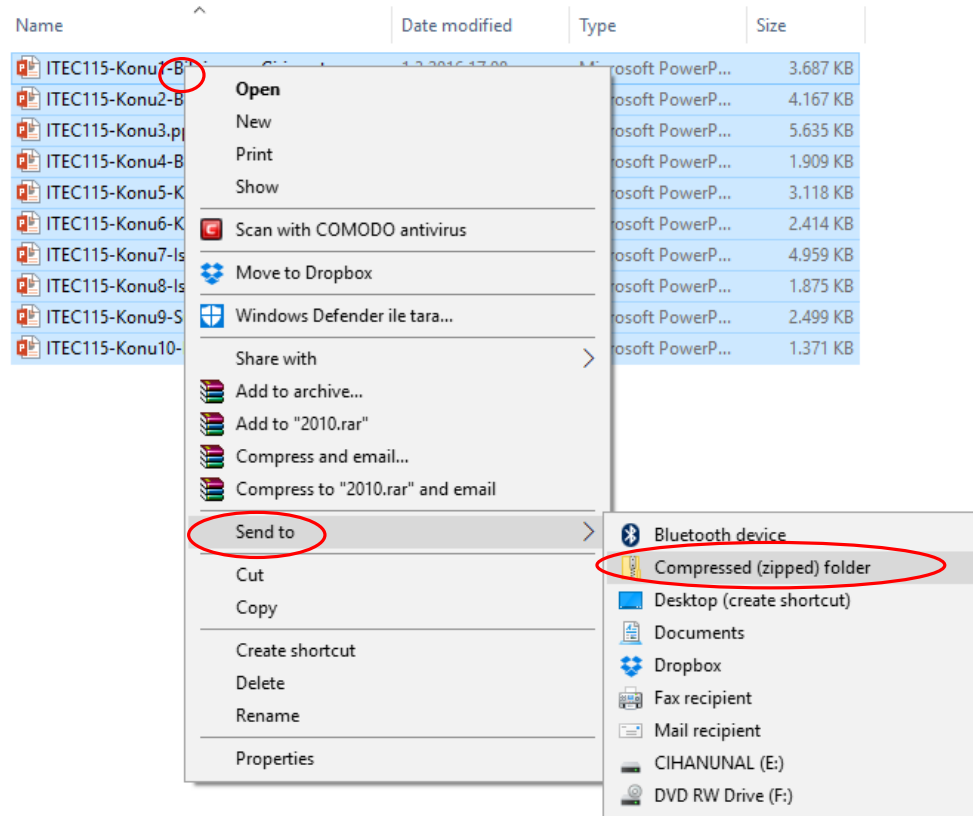 Name Date modified Type Size
ITEC115-Konu1-B 3.687 KB
ITEC115-Konu2-B rosoft PowerP... 4.167 KB
ITEC115-Konu3.pp rosoft PowerP... 5.635 KB
ITEC115-Konu4-B rosoft PowerP... 1.909 KB
ITEC115-Konu5-K rosoft PowerP... 3.118 KB
ITEC115-Konu6-K rosoft PowerP... 2.414 KB
ITEC115-Konu7-Is rosoft PowerP... 4.959 KB
ITEC115-Konu8-Is rosoft PowerP... 1.875 KB
ITEC115-Konu9-S rosoft PowerP... 2.499 KB
ITEC115-Konu10- rosoft PowerP... 1.371 KB
Open
New
Print
Show
Scan with COMODO antivirus
Move to Dropbox
Windows Defender ile tara...
Share with
Add to archive...
Add to "2010.rar"
Compress and email...
Compress to "2010.rar" and email
Send to
Cut
Copy
Create shortcut
Delete
Rename
Properties
Bluetooth device
Compressed (zipped) folder
Desktop (create shortcut)
Documents
Dropbox
Fax recipient
Mail recipient
CIHANUNAL (E:)
DVD RW Drive (F:)